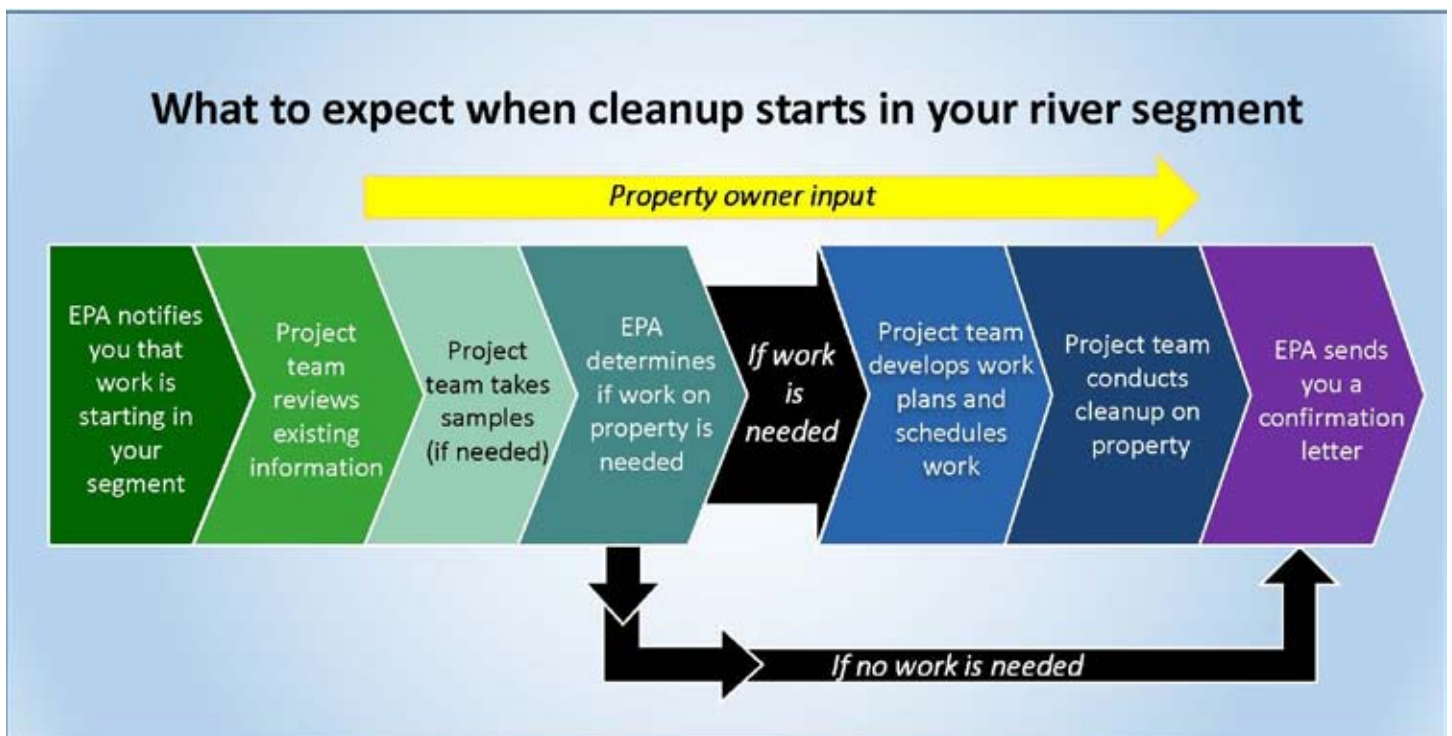 What to expect when cleanup starts in your river segment
Property owner input
EPA notifies
you that
work is
starting in
your
segment
Project
team
reviews
existing
information
Project
team takes
samples
(if needed)
EPA
determines
if work on
property is
needed
If work
is
needed
Project team
develops work
plans and
schedules
work
Project team
conducts
cleanup on
property
EPA sends
you a
confirmation
letter
If no work is needed